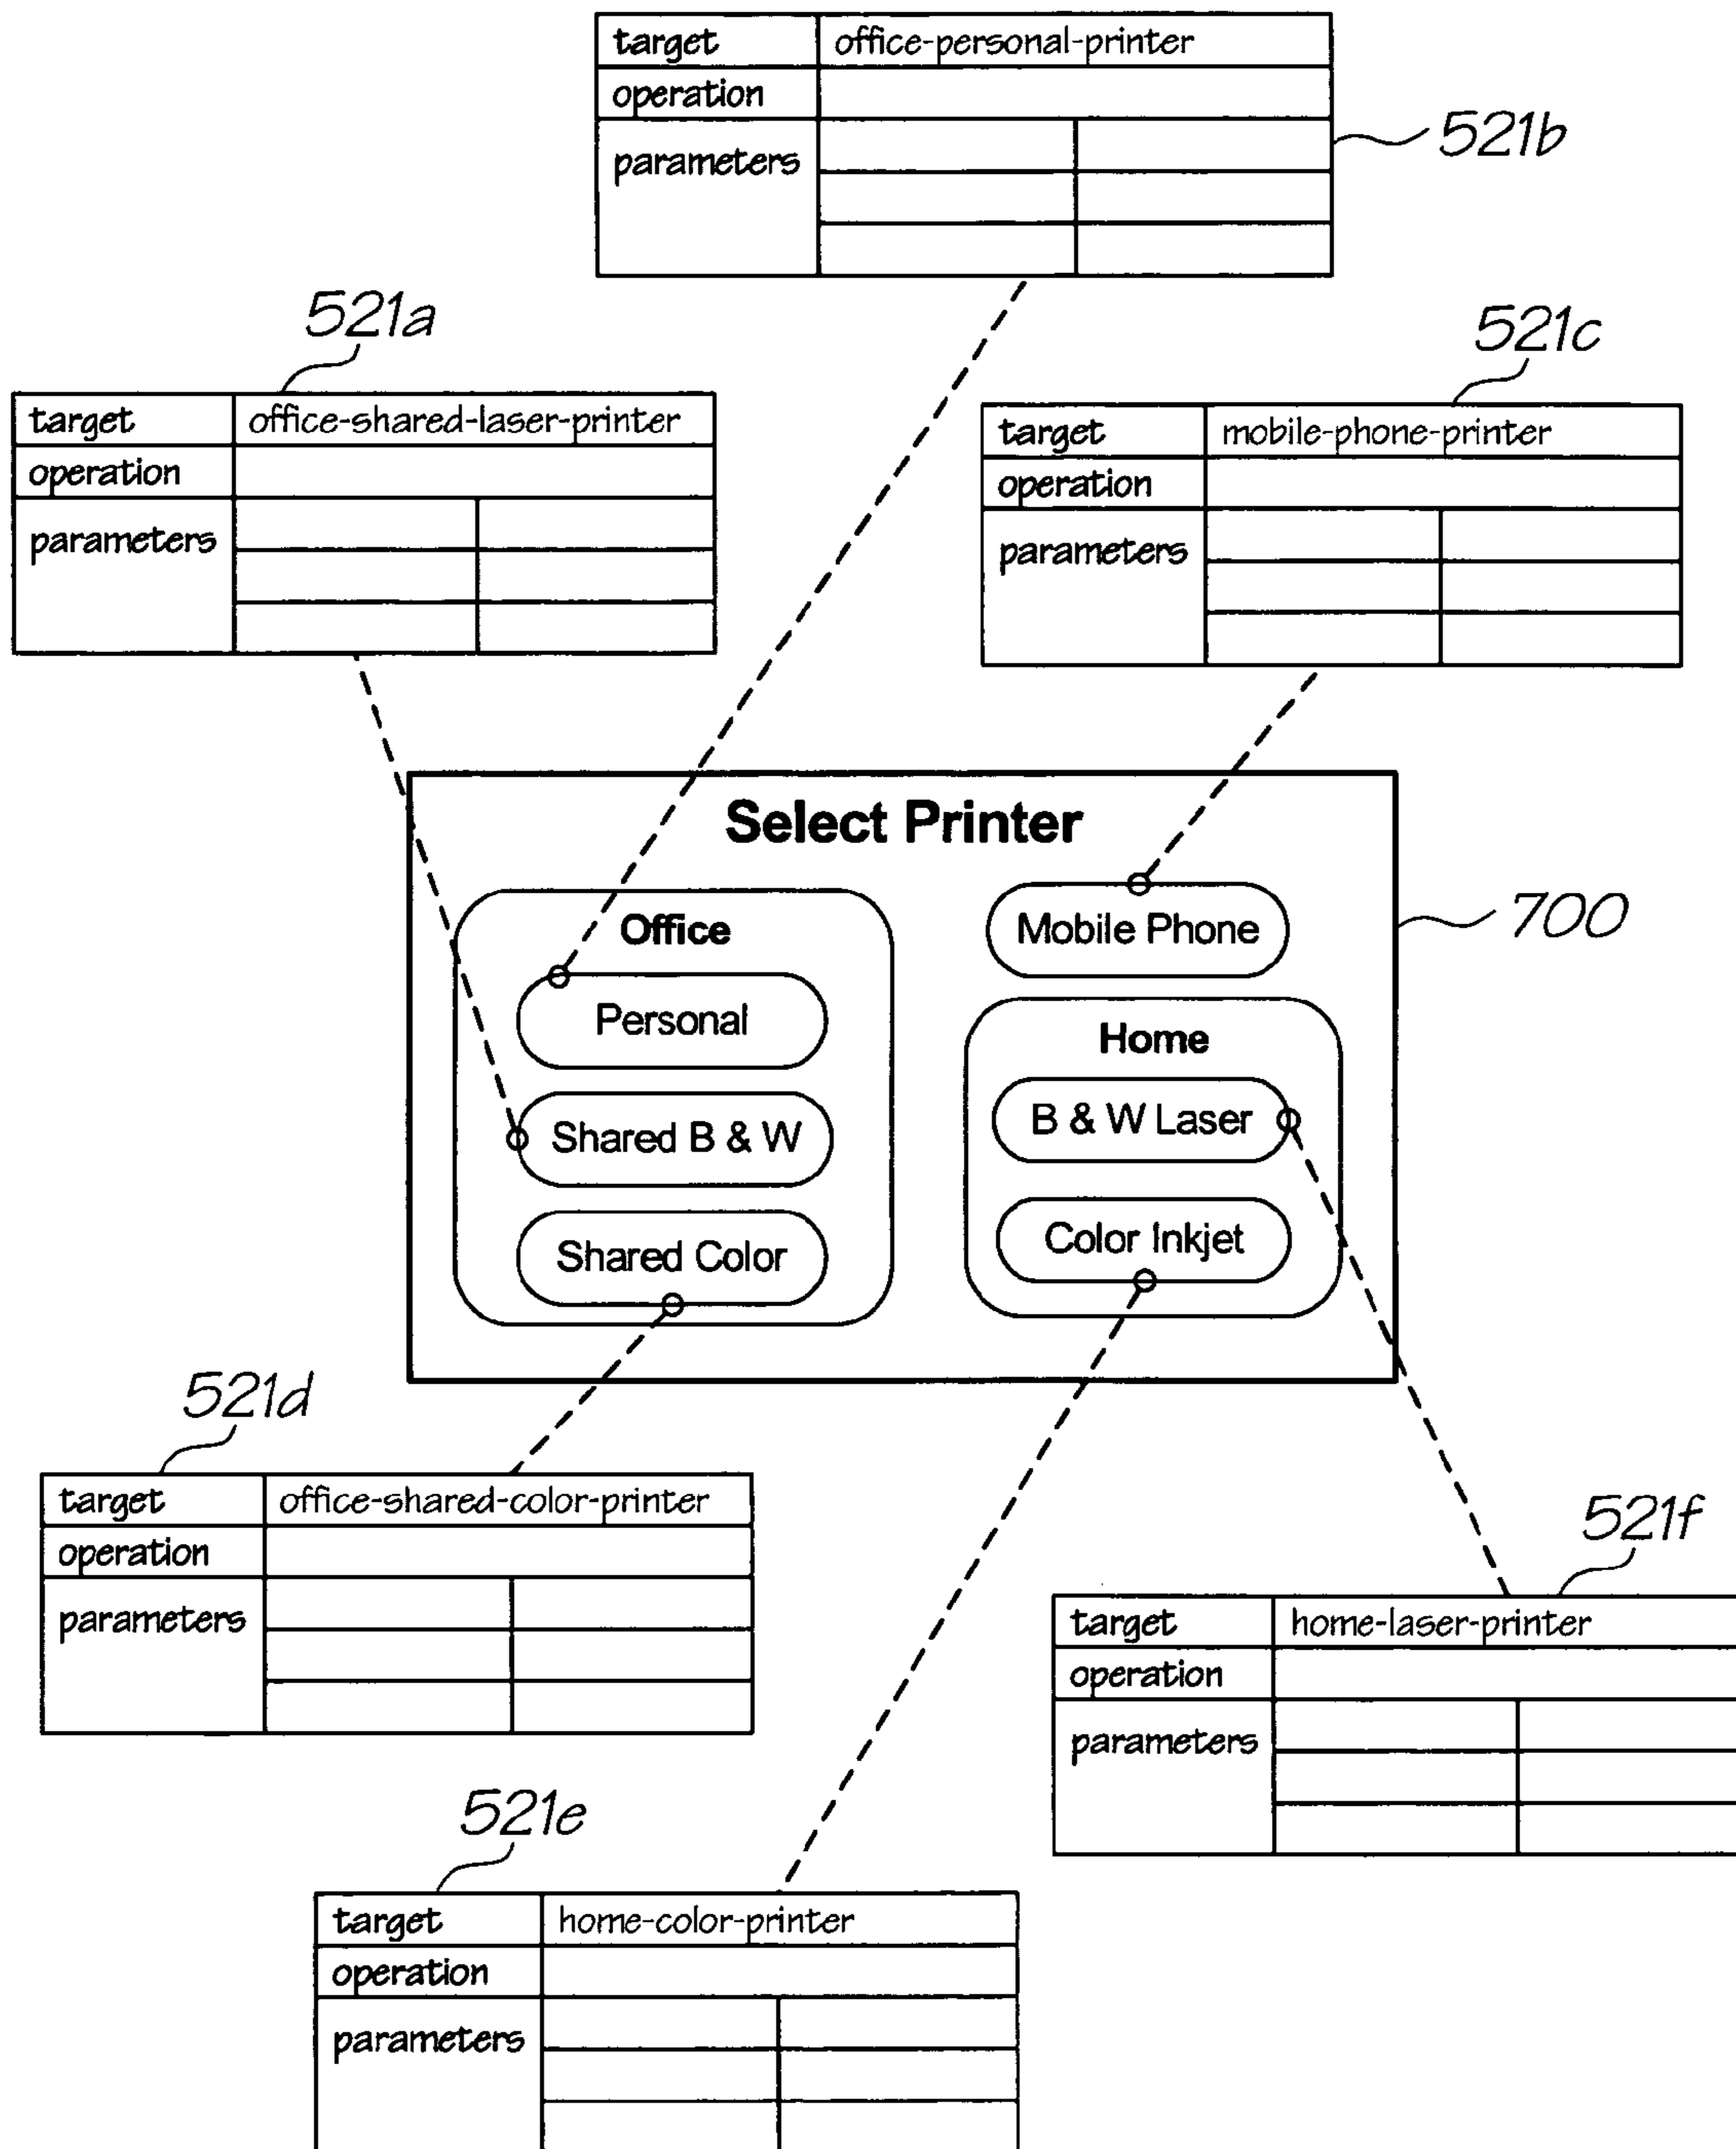 target office-personal-printer
operation
parameters
521b
521a
target office-shared-laser-printer
operation
parameters
521c
target mobile-phone-printer
operation
parameters
Select Printer
700
Office
Personal
Shared B & W
Shared Color
Mobile Phone
Home
B & W Laser
Color Inkjet
521d
target office-shared-color-printer
operation
parameters
521f
target home-laser-printer
operation
parameters
521e
target home-color-printer
operation
parameters